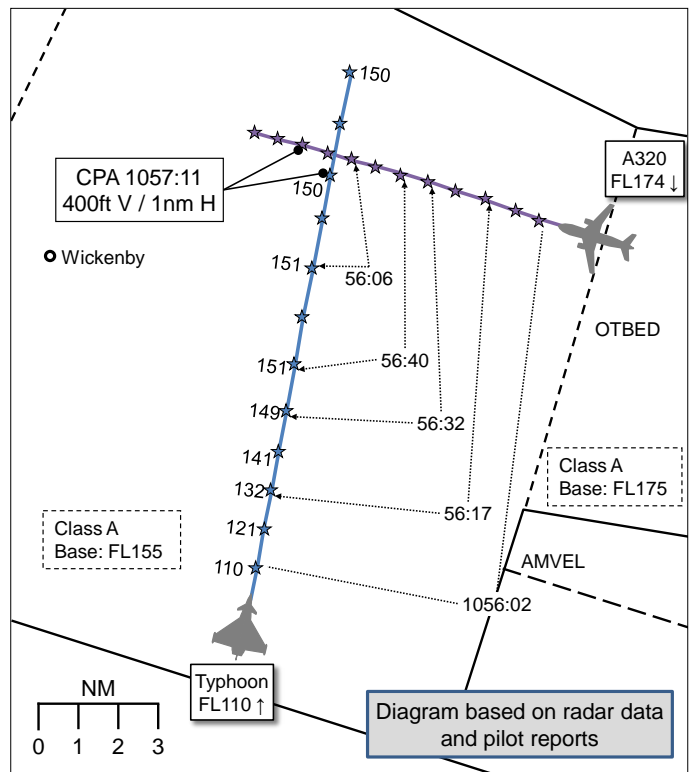 150
A320
FL174 ↓
CPA 1057:11
400ft V / 1nm H
150
Wickenby
151
56:06
OTBED
56:40
151
149
56:32
141
Class A
Base: FL175
132
56:17
Class A
Base: FL155
121
AMVEL
110
1056:02
Typhoon
FL110 ↑
NM
0 1 2 3
Diagram based on radar data
and pilot reports